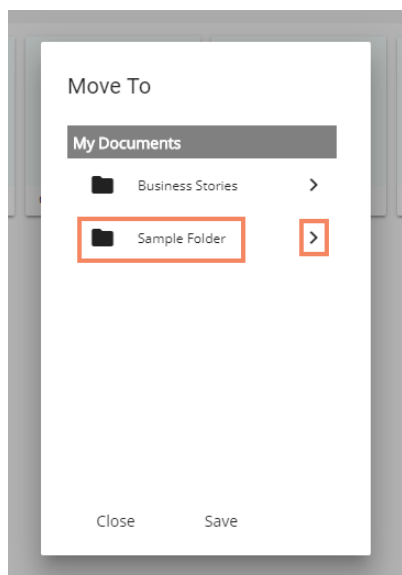 Move To
My Documents
Business Stories
Sample Folder
Close Save